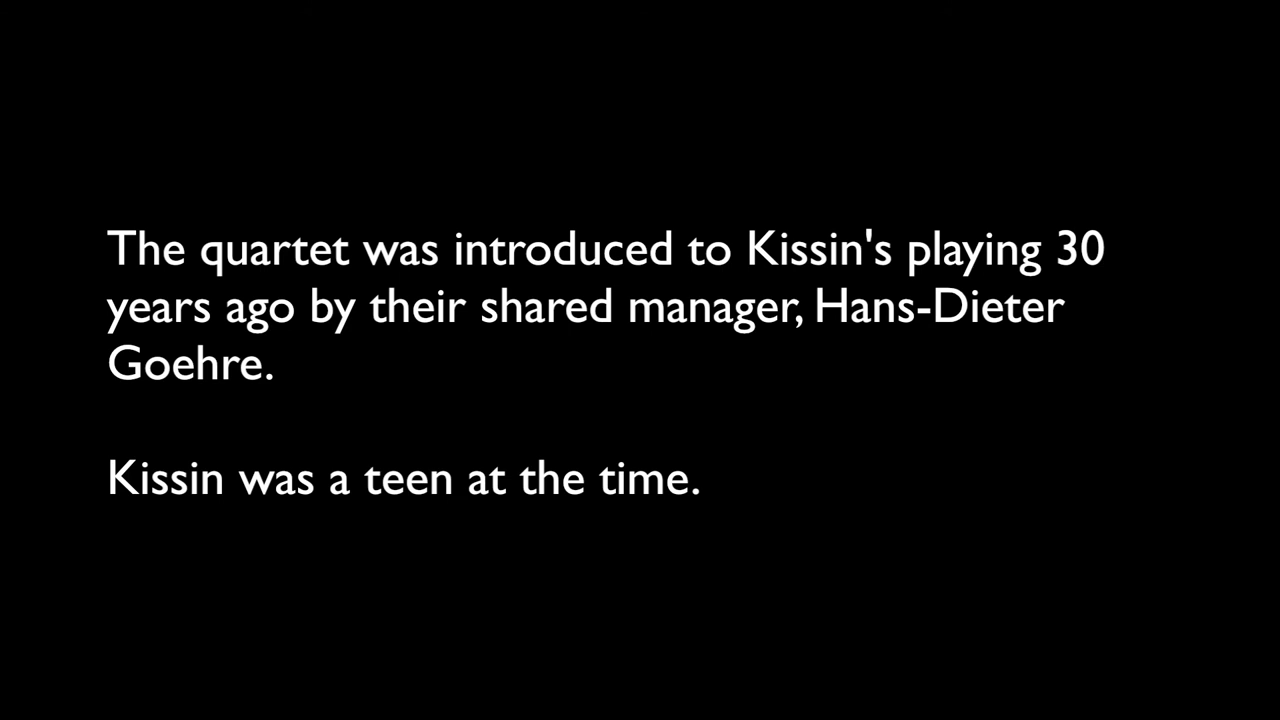 The quartet was introduced to Kissin's playing 30
years ago by their shared manager, Hans-Dieter
Goehre.
Kissin was a teen at the time.